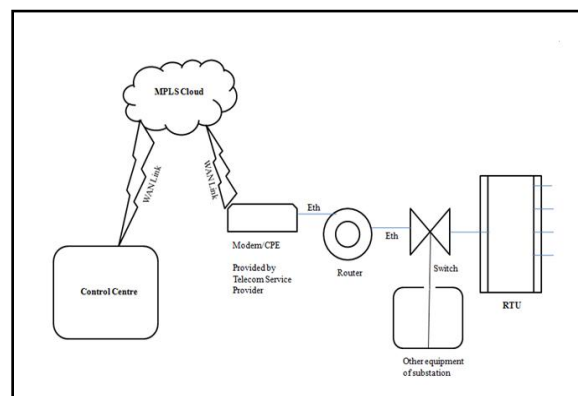 MPLS Cloud
WAN Link
WAN Link
Eth
Modem/CPE
Provided by
Telecom Service
Provider
Router
Eth
Switch
RTU
Control Centre
Other equipment
of substation